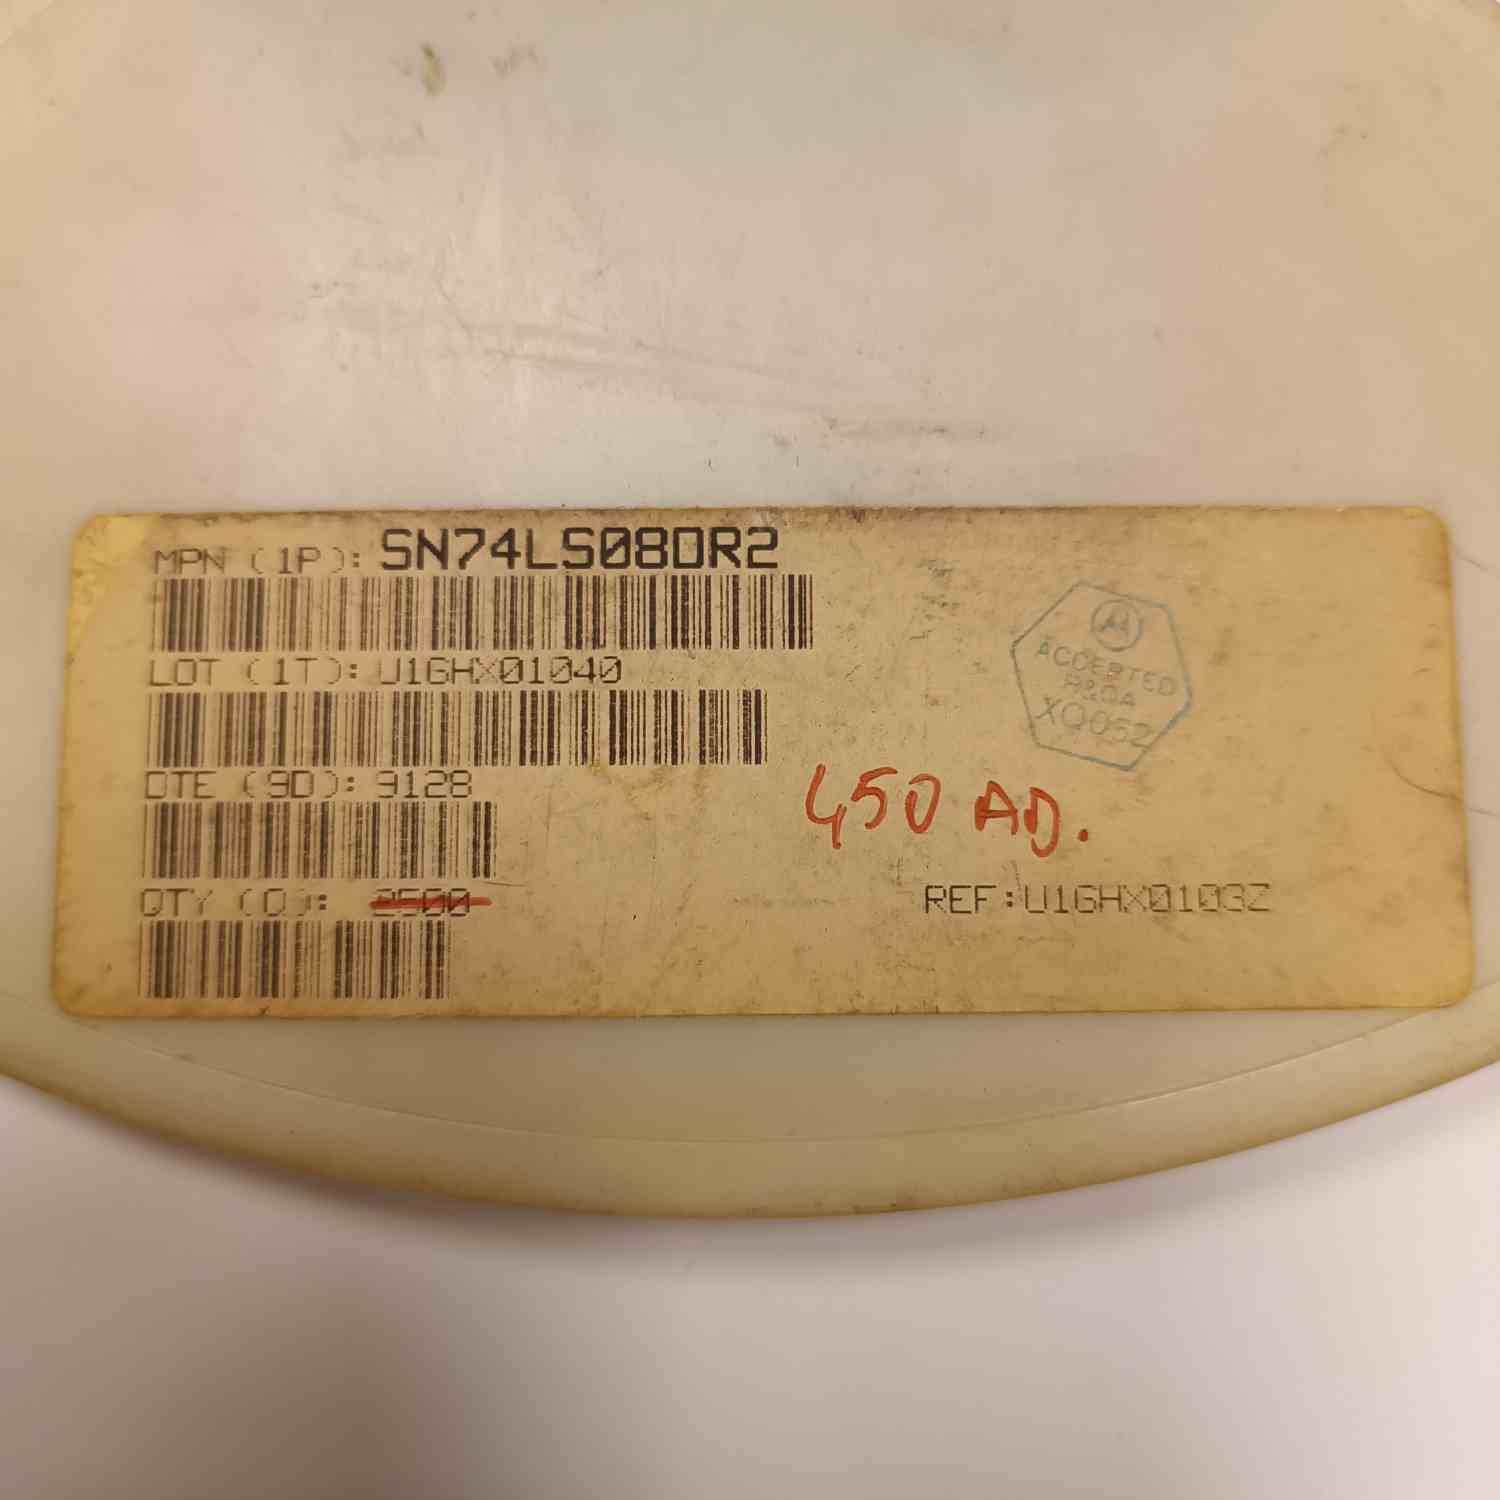 MPN (1P): SN74LS08DR2
LOT (1T): U1GHX01040
DTE (9D): 9128
QTY (Q): 2500
ACCEPTED
R&QA
XQ052
450 AD.
REF:U1GHX0103Z